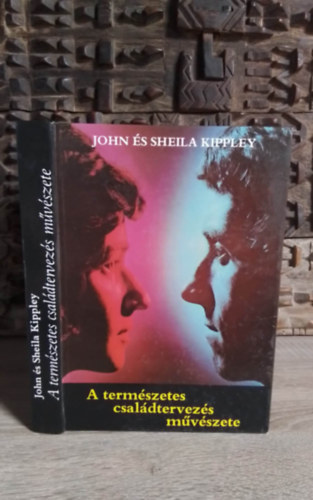 JOHN ÉS SHEILA KIPPLEY
A természetes
családtervezés
művészete
John és Sheila Kippley
A természetes családtervezés művészete